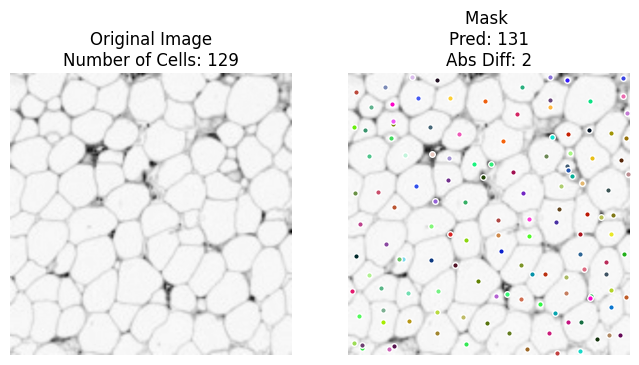 Original Image
Number of Cells: 129
Mask
Pred: 131
Abs Diff: 2